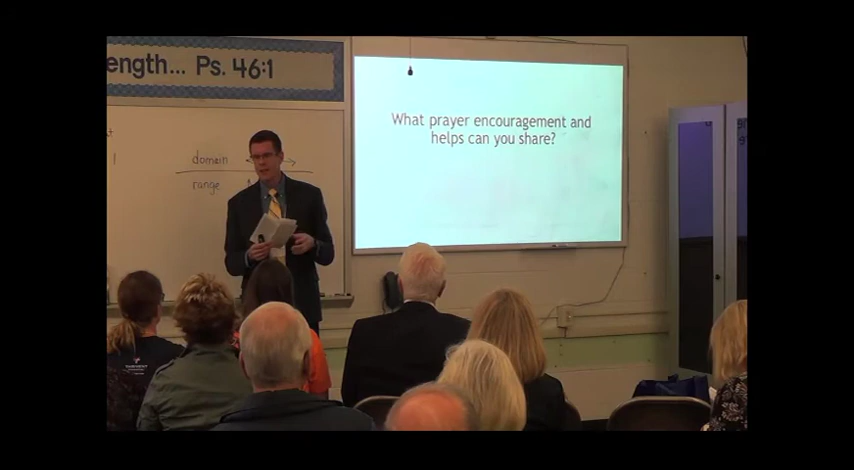 ength... Ps. 46:1
What prayer encouragement and
helps can you share?
domain
range